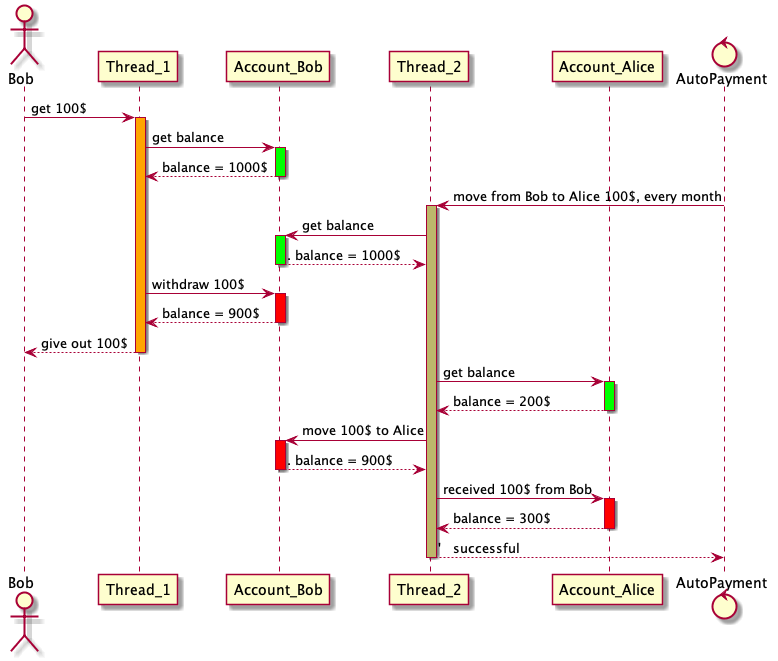 Bob
Thread_1
Account_Bob
Thread_2
Account_Alice
AutoPayment
get 100$
get balance
balance = 1000$
move from Bob to Alice 100$, every month
get balance
. balance = 1000$
withdraw 100$
balance = 900$
give out 100$
get balance
balance = 200$
move 100$ to Alice
. balance = 900$
received 100$ from Bob
balance = 300$
' successful
Bob
Thread_1
Account_Bob
Thread_2
Account_Alice
AutoPayment